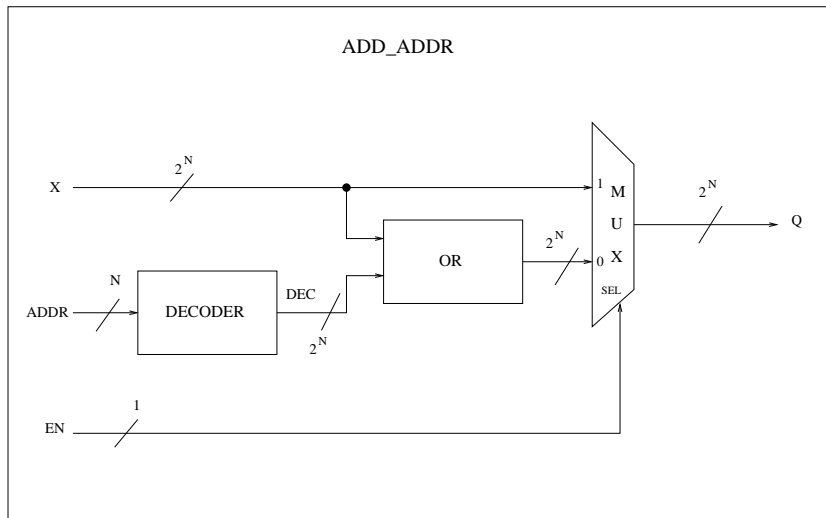 ADD_ADDR
2^N
X
1
M
2^N
U
Q
2^N
OR
0
X
N
DEC
SEL
ADDR
DECODER
2^N
1
EN